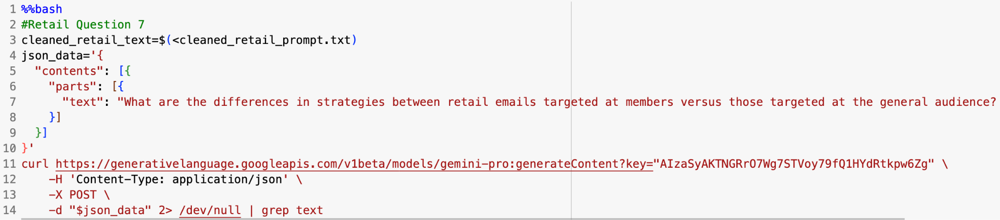 1 %%bash
2 #Retail Question 7
3 cleaned_retail_text=$(<cleaned_retail_prompt.txt)
4 json_data='{
5 "contents": [{
6 "parts": [{
7 "text": "What are the differences in strategies between retail emails targeted at members versus those targeted at the general audience?
8 }]
9 }]
10 }'
11 curl https://generativelanguage.googleapis.com/v1beta/models/gemini-pro:generateContent?key="AIzaSyAKTNGRrO7Wg7STVoy79fQ1HYdRtkpw6Zg" \
12 -H 'Content-Type: application/json' \
13 -X POST \
14 -d "$json_data" 2> /dev/null | grep text